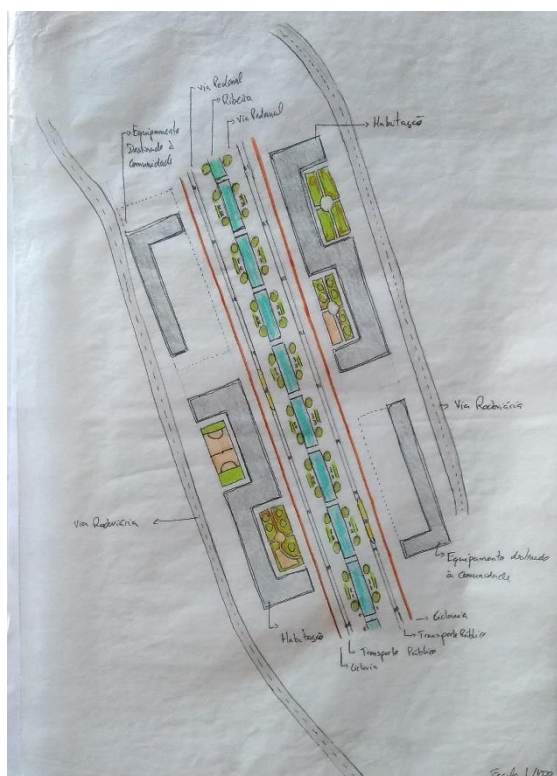 Via Pedonal
Ribeira
Via Pedonal
Equipamento
Destinado à
Comunidade
Habitação
Via Rodoviária
Via Rodoviária
Equipamento destinado
à Comunidade
Habitação
Ciclovia
Transporte Público
Transporte Público
Ciclovia
Escala